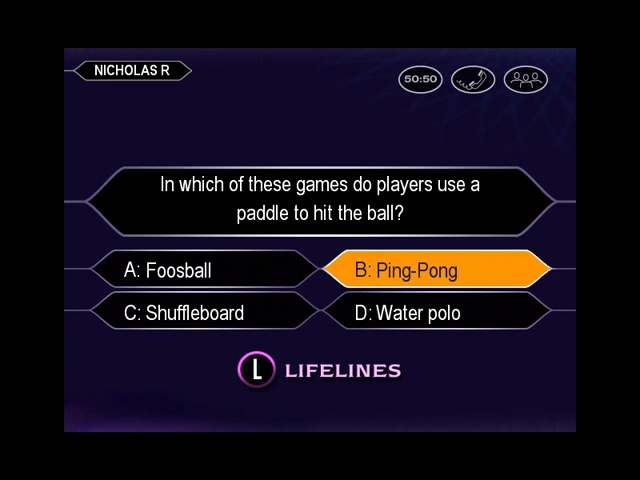 NICHOLAS R
50:50
In which of these games do players use a
paddle to hit the ball?
A: Foosball
B: Ping-Pong
C: Shuffleboard
D: Water polo
L LIFELINES